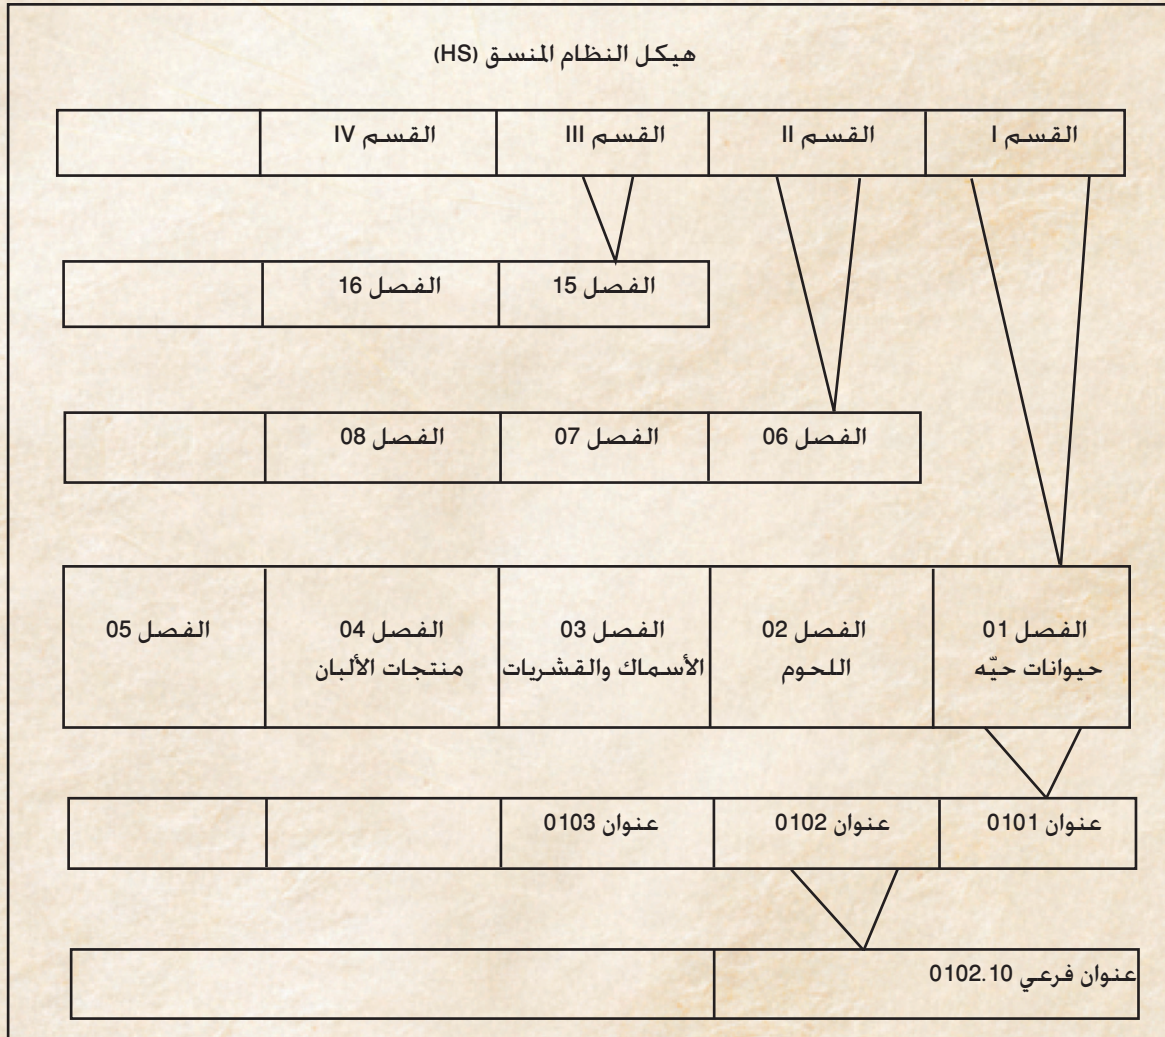 هيكل النظام المنسق (HS)
القسم I
القسم II
القسم III
القسم IV
الفصل 15
الفصل 16
الفصل 06
الفصل 07
الفصل 08
الفصل 01
حيوانات حيّه
الفصل 02
اللحوم
الفصل 03
الأسماك والقشريات
الفصل 04
منتجات الألبان
الفصل 05
عنوان 0101
عنوان 0102
عنوان 0103
عنوان فرعي 0102.10